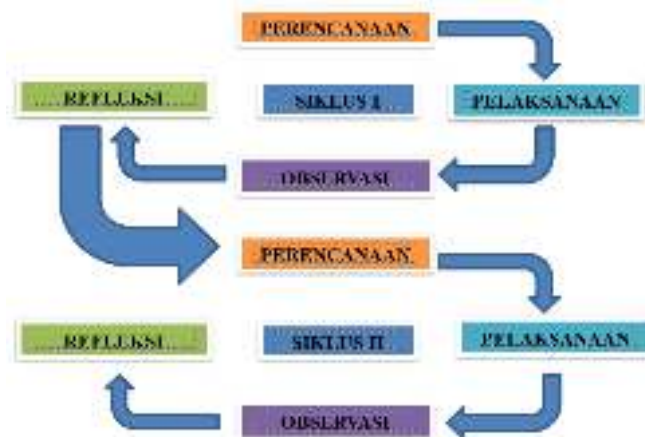 PERENCANAAN
.....REFLEKSI.....
SIKLUS I
PELAKSANAAN
OBSERVASI
PERENCANAAN
.....REFLEKSI.....
SIKLUS II
PELAKSANAAN
OBSERVASI